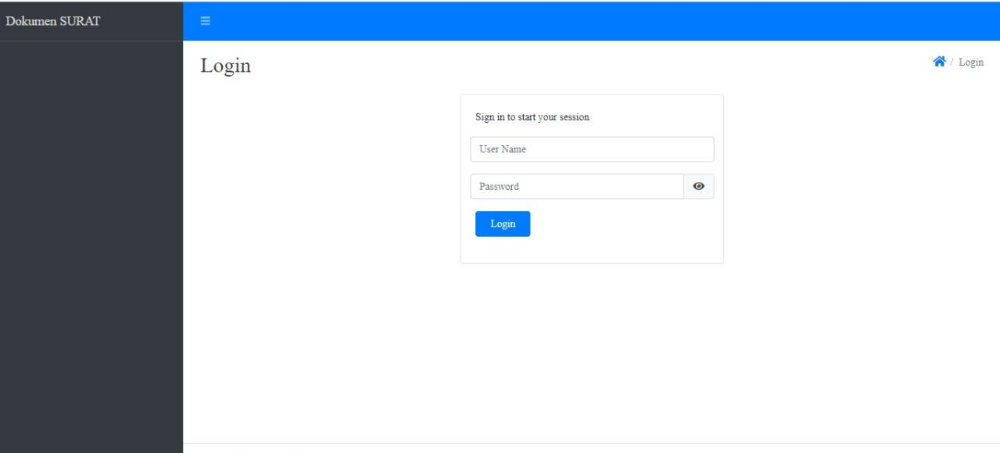 Dokumen SURAT
Login
/ Login
Sign in to start your session
User Name
Password
Login